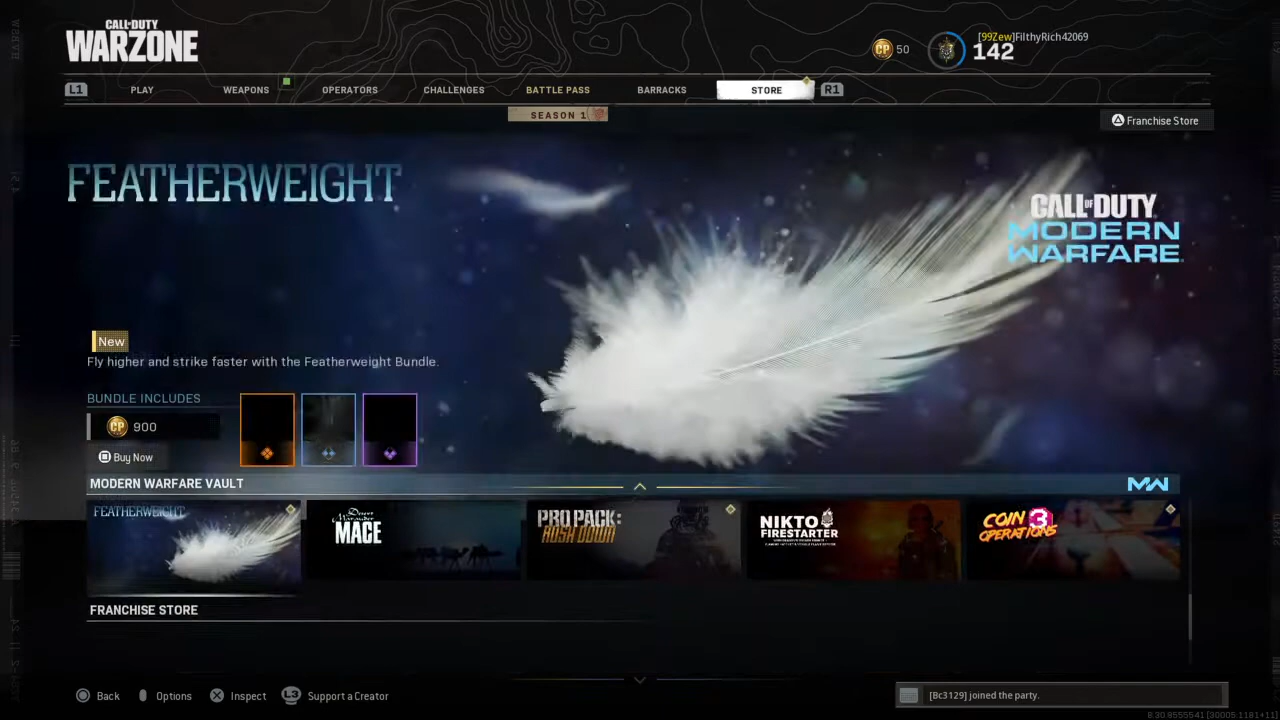 CALL OF DUTY
WARZONE
CP 50
[99Zew]FilthyRich42069
142
L1 PLAY WEAPONS OPERATORS CHALLENGES BATTLE PASS BARRACKS STORE R1
SEASON 1
Franchise Store
FEATHERWEIGHT
CALL OF DUTY
MODERN
WARFARE
New
Fly higher and strike faster with the Featherweight Bundle.
BUNDLE INCLUDES
CP 900
Buy Now
MODERN WARFARE VAULT
MW
FEATHERWEIGHT
MACE
PRO PACK:
RUSH DOWN
NIKTO
FIRESTARTER
COIN 3
OPERATIONS
FRANCHISE STORE
Back Options Inspect L3 Support a Creator
[Bc3129] joined the party.